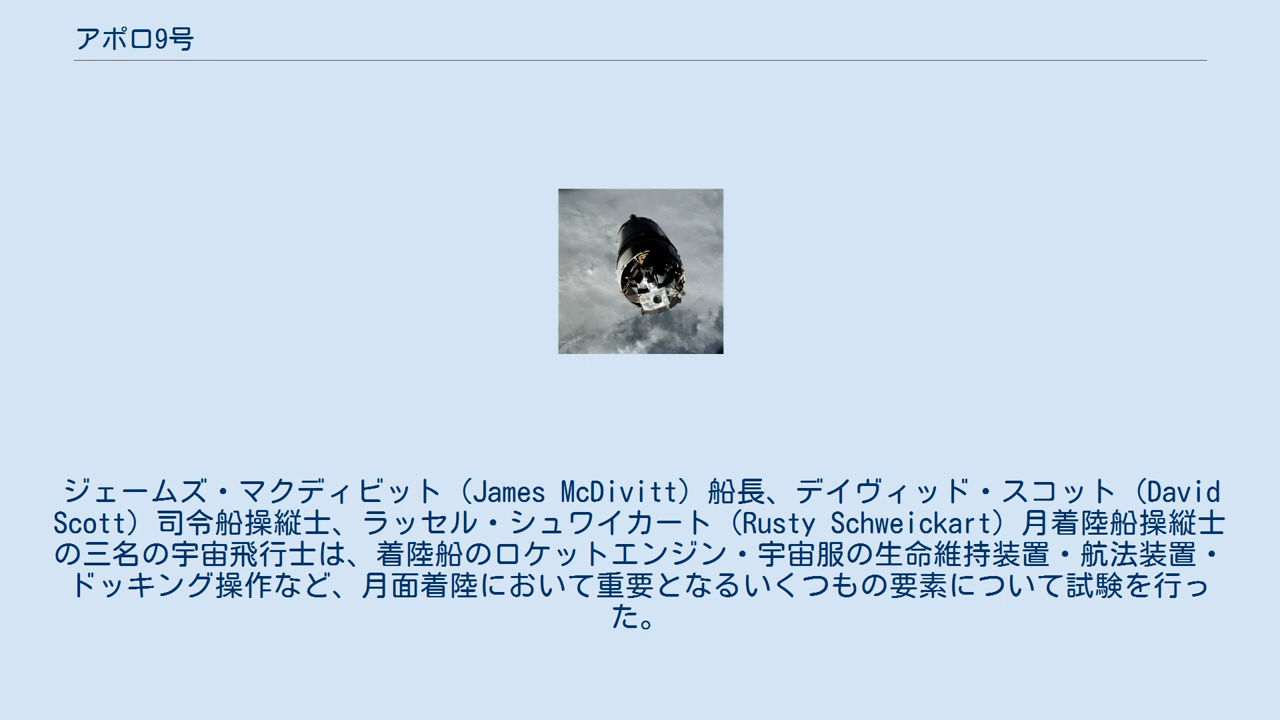 アポロ9号
ジェームズ・マクディビット（James McDivitt）船長、デイヴィッド・スコット（David
Scott）司令船操縦士、ラッセル・シュワイカート（Rusty Schweickart）月着陸船操縦士
の三名の宇宙飛行士は、着陸船のロケットエンジン・宇宙服の生命維持装置・航法装置・
ドッキング操作など、月面着陸において重要となるいくつもの要素について試験を行っ
た。